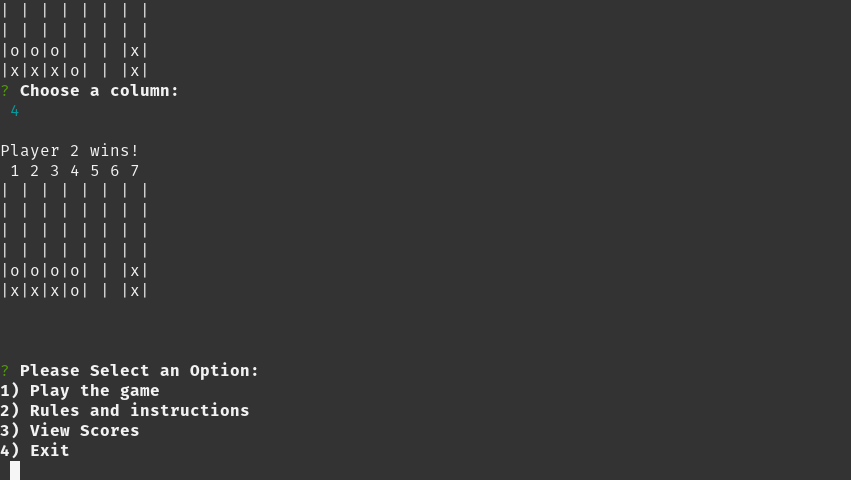 | | | | | | | |
| | | | | | | |
|o|o|o| | | |x|
|x|x|x|o| | |x|
? Choose a column:
4
Player 2 wins!
1 2 3 4 5 6 7
| | | | | | | |
| | | | | | | |
| | | | | | | |
| | | | | | | |
|o|o|o|o| | |x|
|x|x|x|o| | |x|
? Please Select an Option:
1) Play the game
2) Rules and instructions
3) View Scores
4) Exit